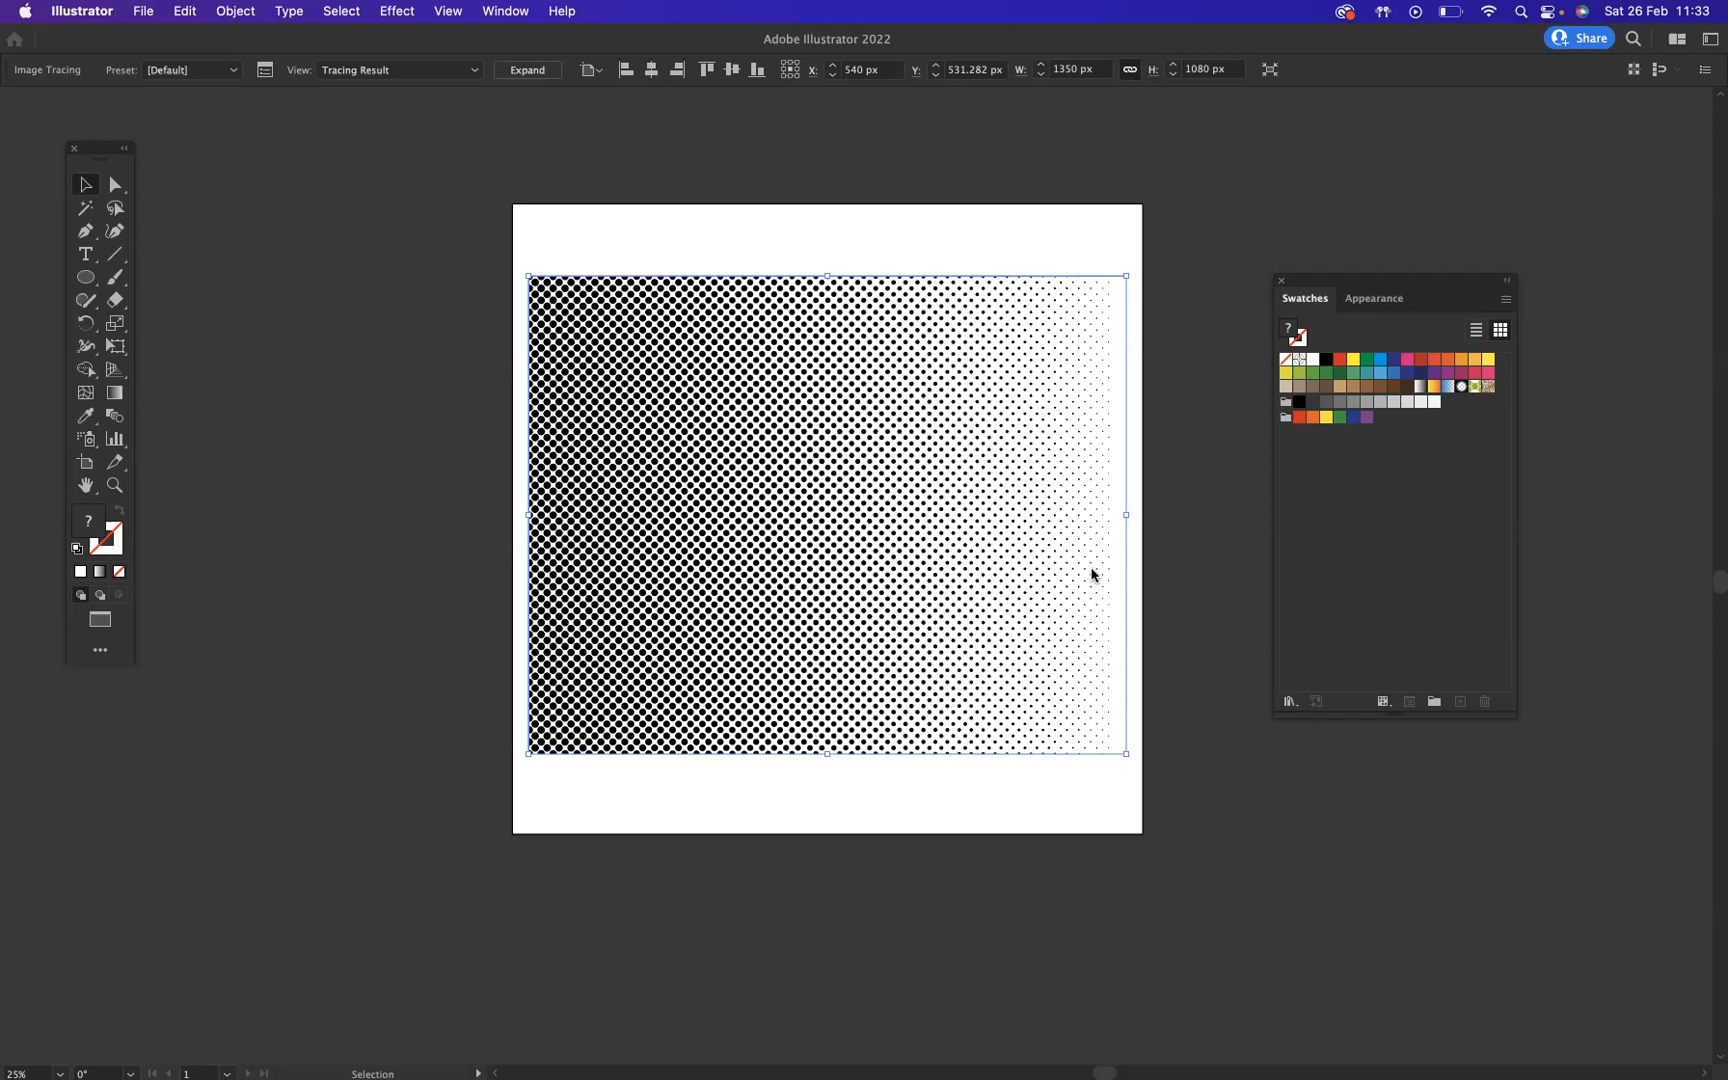 Illustrator File Edit Object Type Select Effect View Window Help Sat 26 Feb 11:33
Adobe Illustrator 2022 Share
Image Tracing Preset: [Default] View: Tracing Result Expand X: 540 px Y: 531.282 px W: 1350 px H: 1080 px
Swatches Appearance
?
T
?
25% 0° 1 Selection